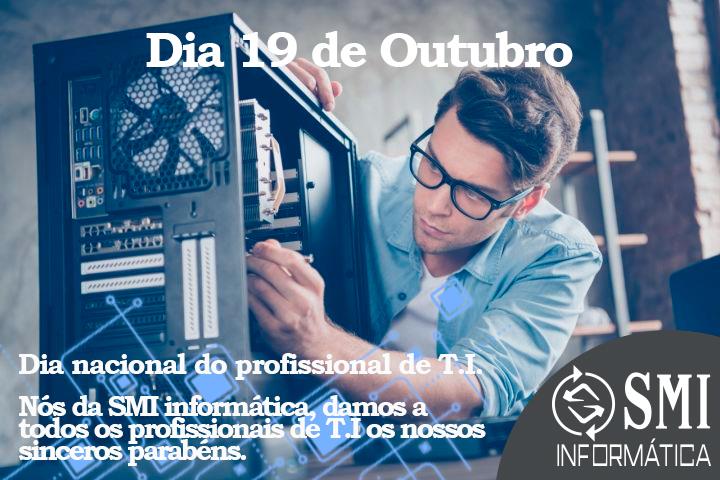 Dia 19 de Outubro
Dia nacional do profissional de T.I.
Nós da SMI informática, damos a
todos os profissionais de T.I os nossos
sinceros parabéns.
SMI
INFORMÁTICA